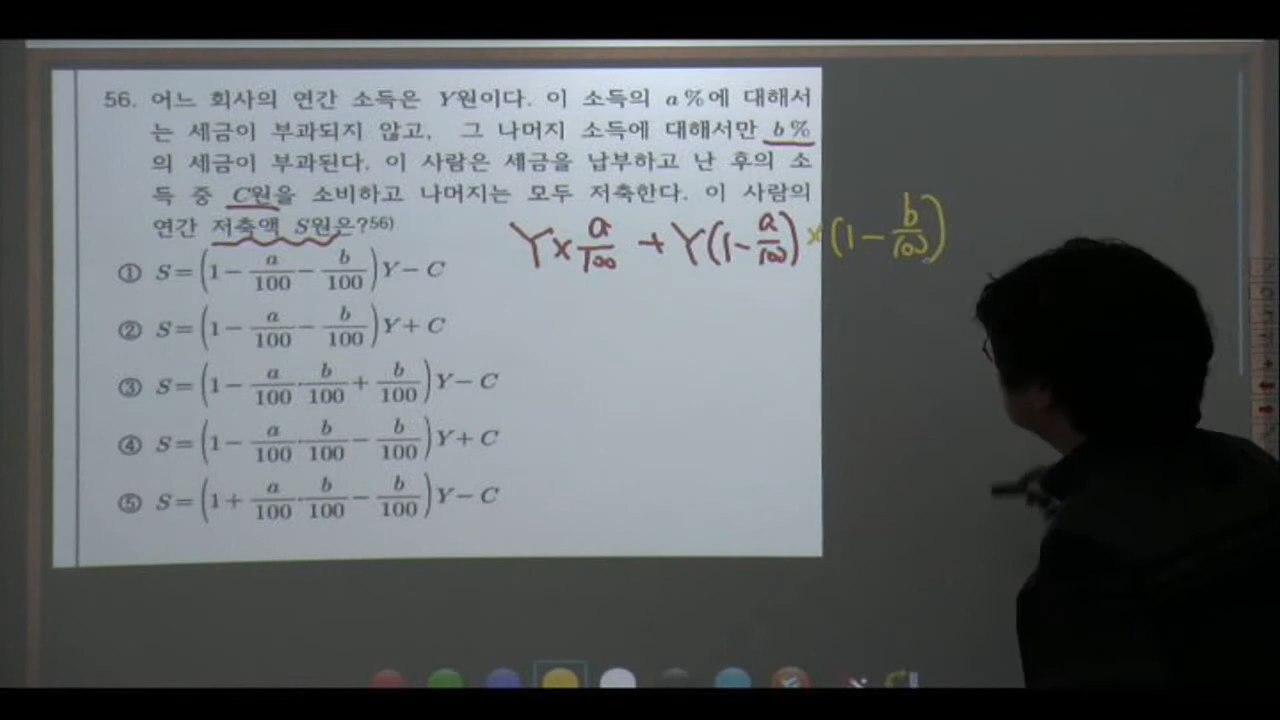 56. 어느 회사의 연간 소득은 Y원이다. 이 소득의 a%에 대해서
는 세금이 부과되지 않고, 그 나머지 소득에 대해서만 b%
의 세금이 부과된다. 이 사람은 세금을 납부하고 난 후의 소
득 중 C원을 소비하고 나머지는 모두 저축한다. 이 사람의
연간 저축액 S원은?56)
Y × a/100 + Y(1 - a/100) × (1 - b/100)
① S = (1 - a/100 - b/100)Y - C
② S = (1 - a/100 - b/100)Y + C
③ S = (1 - a/100 · b/100 + b/100)Y - C
④ S = (1 - a/100 · b/100 - b/100)Y + C
⑤ S = (1 + a/100 · b/100 - b/100)Y - C